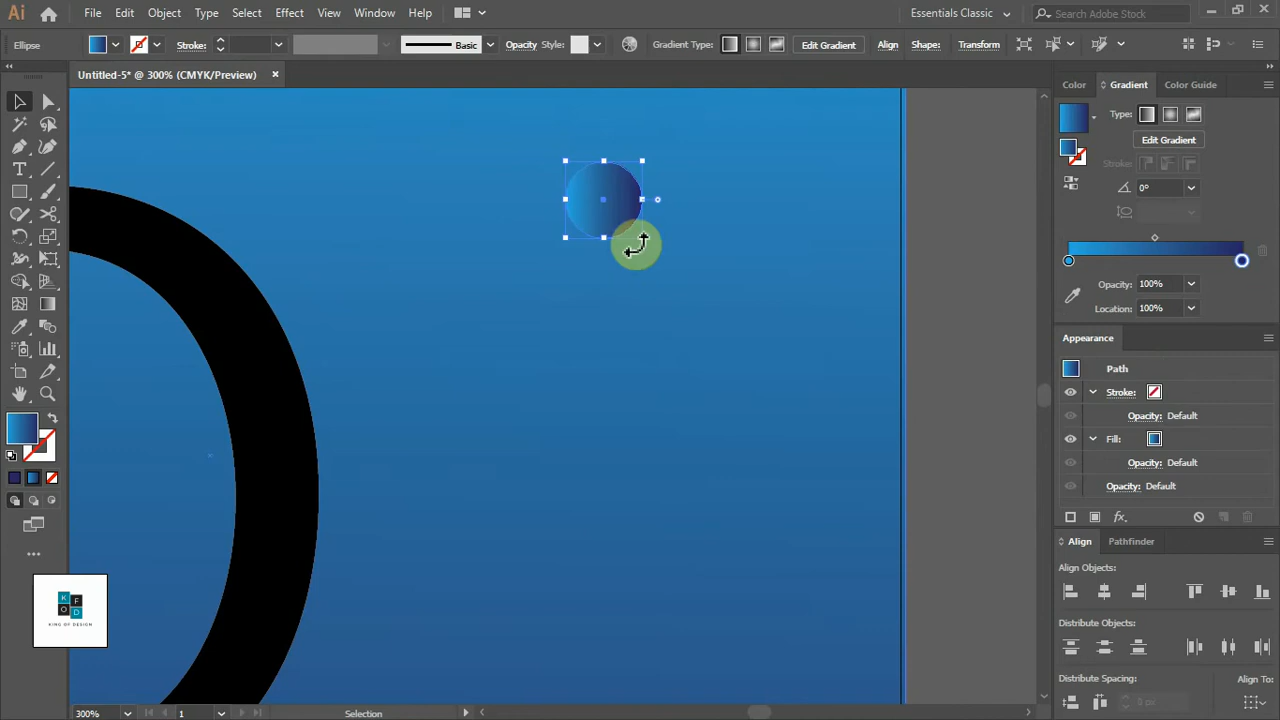 Ai File Edit Object Type Select Effect View Window Help Essentials Classic Search Adobe Stock
Ellipse Stroke: Basic Opacity Style: Gradient Type: Edit Gradient Align Shape: Transform
Untitled-5* @ 300% (CMYK/Preview)
Color Gradient Color Guide
Type:
Edit Gradient
Stroke:
0°
Opacity: 100%
Location: 100%
Appearance
Path
Stroke:
Opacity: Default
Fill:
Opacity: Default
Opacity: Default
fx
Align Pathfinder
Align Objects:
Distribute Objects:
Distribute Spacing: Align To:
0 px
K F
O D
KING OF DESIGN
300% 1 Selection